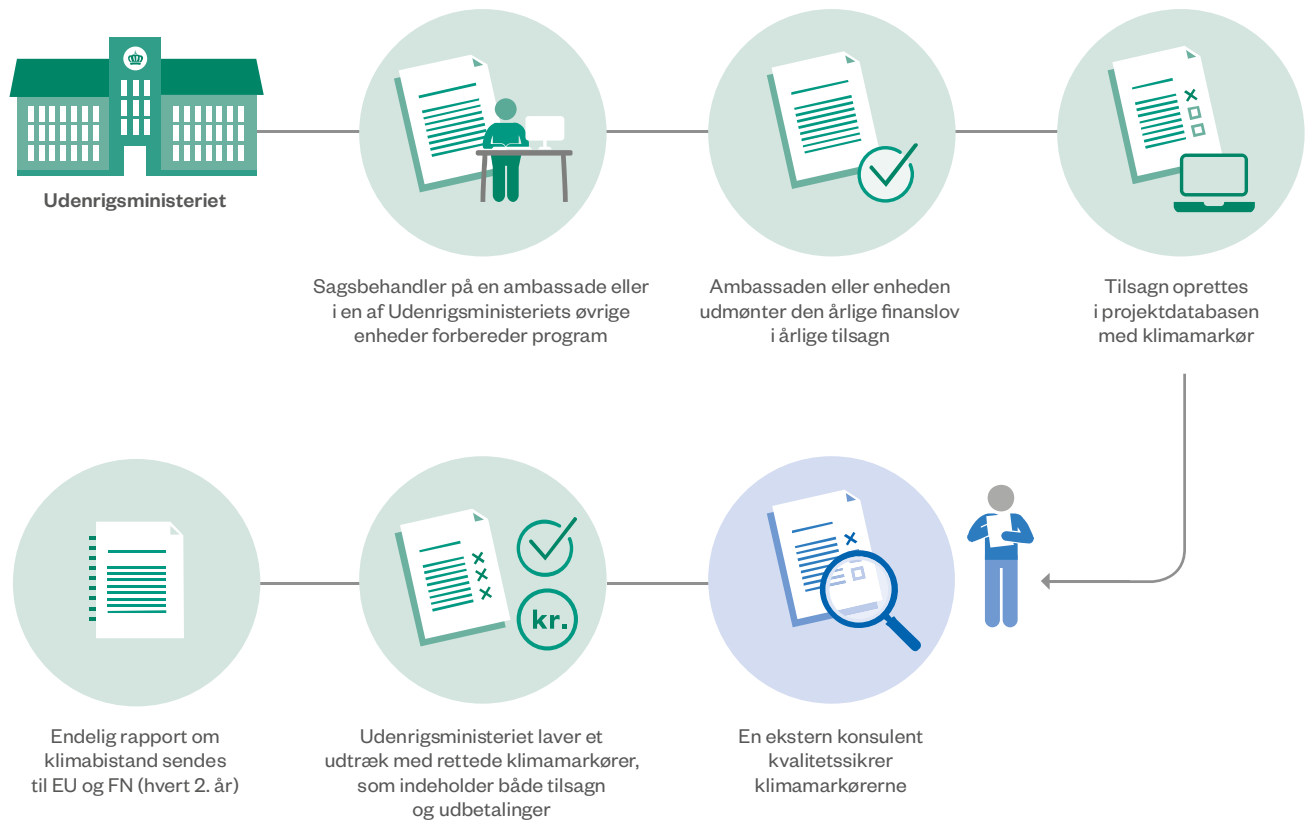 Udenrigsministeriet
Sagsbehandler på en ambassade eller
i en af Udenrigsministeriets øvrige
enheder forbereder program
Ambassaden eller enheden
udmønter den årlige finanslov
i årlige tilsagn
Tilsagn oprettes
i projektdatabasen
med klimamarkør
kr.
Endelig rapport om
klimabistand sendes
til EU og FN (hvert 2. år)
Udenrigsministeriet laver et
udtræk med rettede klimamarkører,
som indeholder både tilsagn
og udbetalinger
En ekstern konsulent
kvalitetssikrer
klimamarkørerne